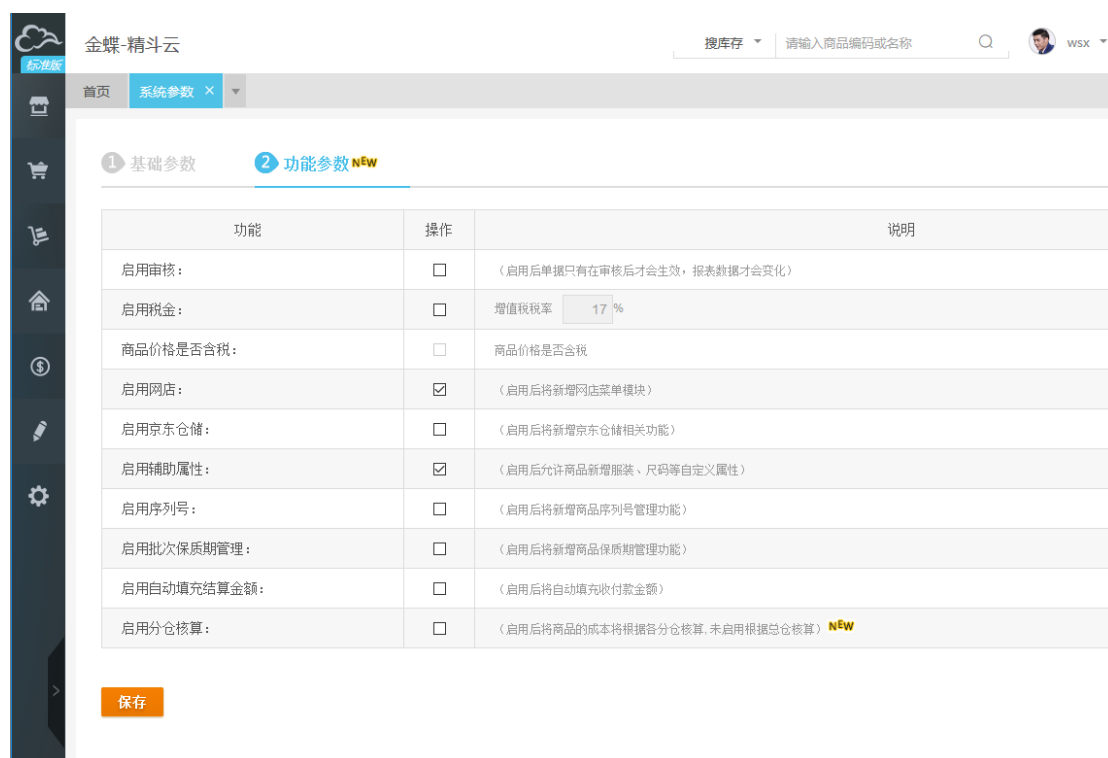 金蝶-精斗云
搜库存 请输入商品编码或名称 wsx
标准版
首页 系统参数 ×
1 基础参数 2 功能参数 NEW
功能 操作 说明
启用审核： （启用后单据只有在审核后才会生效，报表数据才会变化）
启用税金： 增值税税率 17 %
商品价格是否含税： 商品价格是否含税
启用网店： （启用后将新增网店菜单模块）
启用京东仓储： （启用后将新增京东仓储相关功能）
启用辅助属性： （启用后允许商品新增服装、尺码等自定义属性）
启用序列号： （启用后将新增商品序列号管理功能）
启用批次保质期管理： （启用后将新增商品保质期管理功能）
启用自动填充结算金额： （启用后将自动填充收付款金额）
启用分仓核算： （启用后将商品的成本将根据各分仓核算,未启用根据总仓核算） NEW
保存